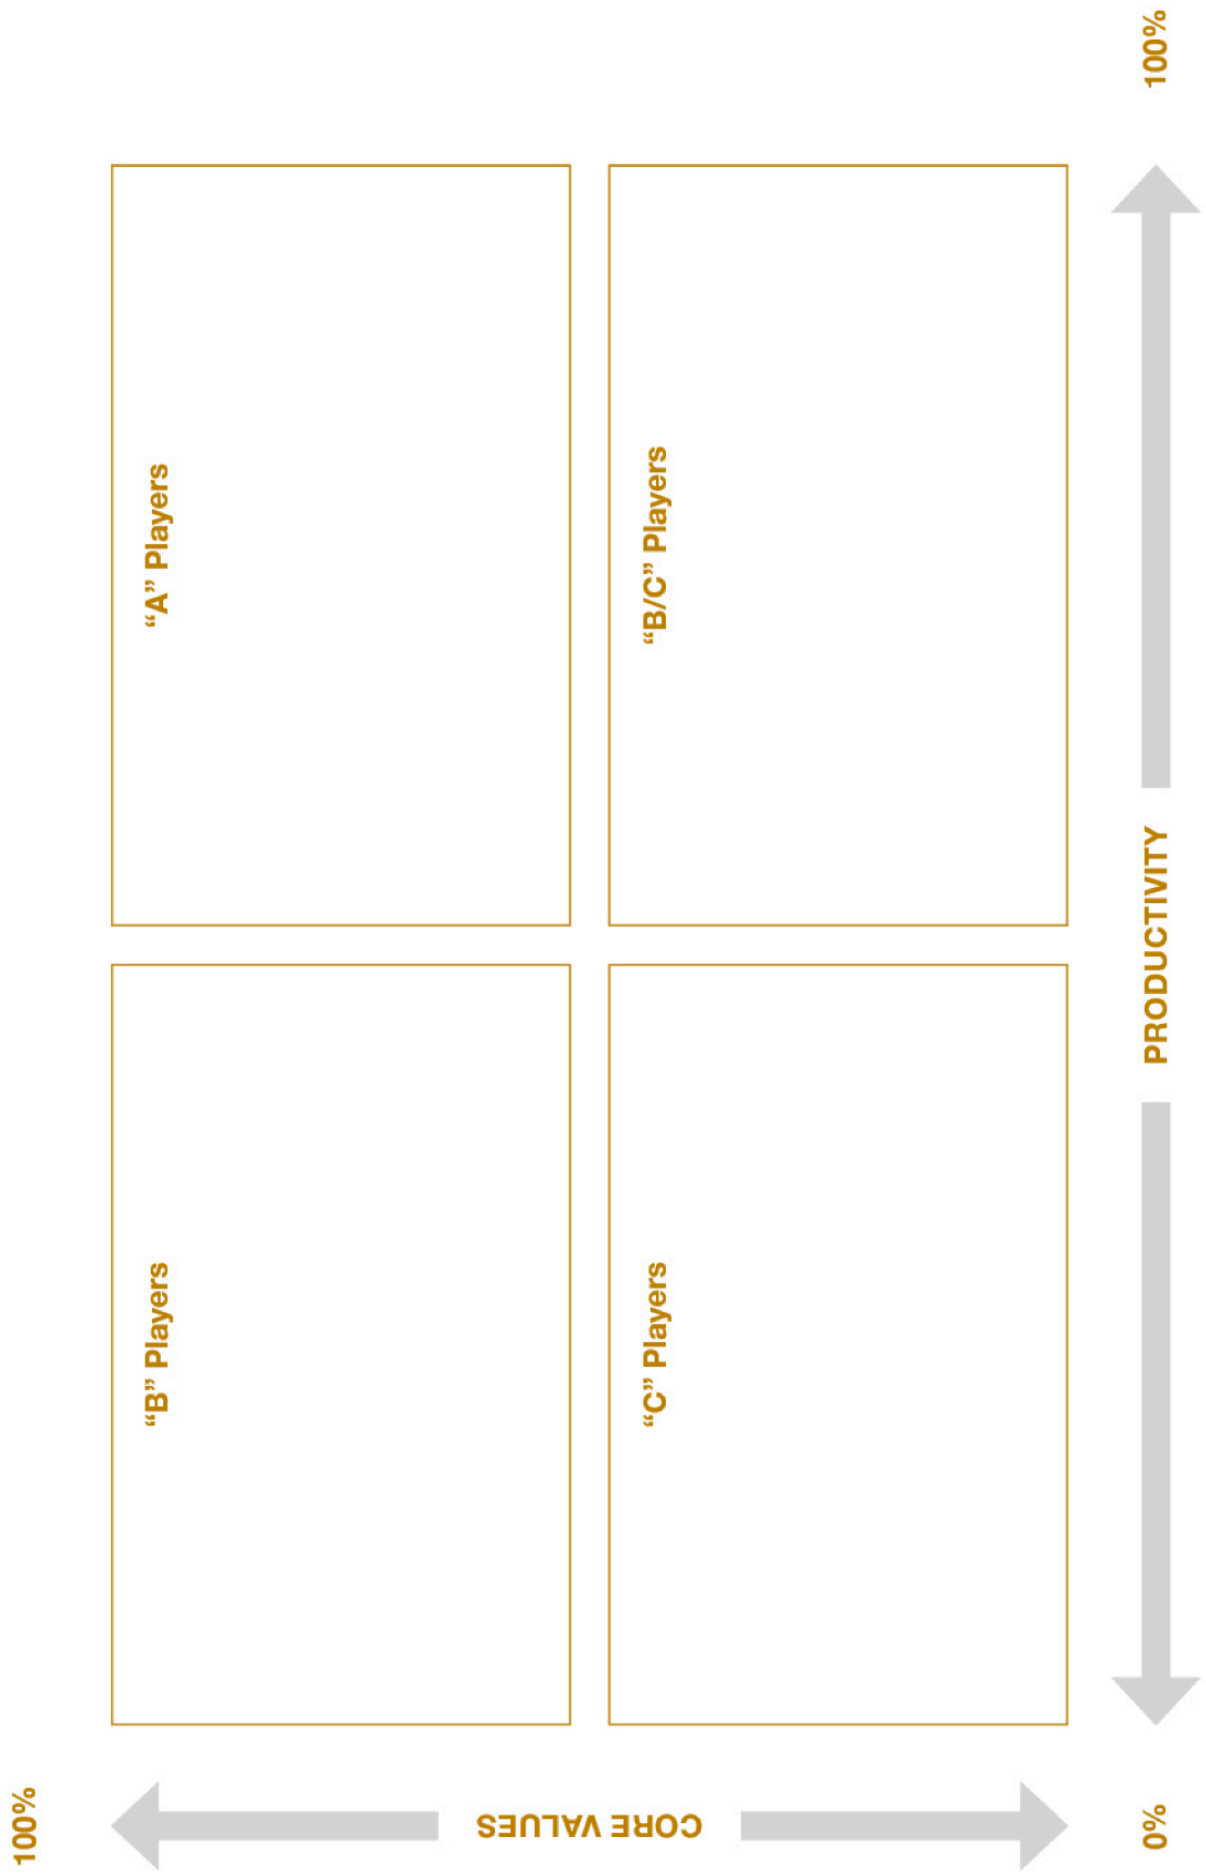 100%
“B” Players
“A” Players
CORE VALUES
“C” Players
“B/C” Players
0%
PRODUCTIVITY
100%